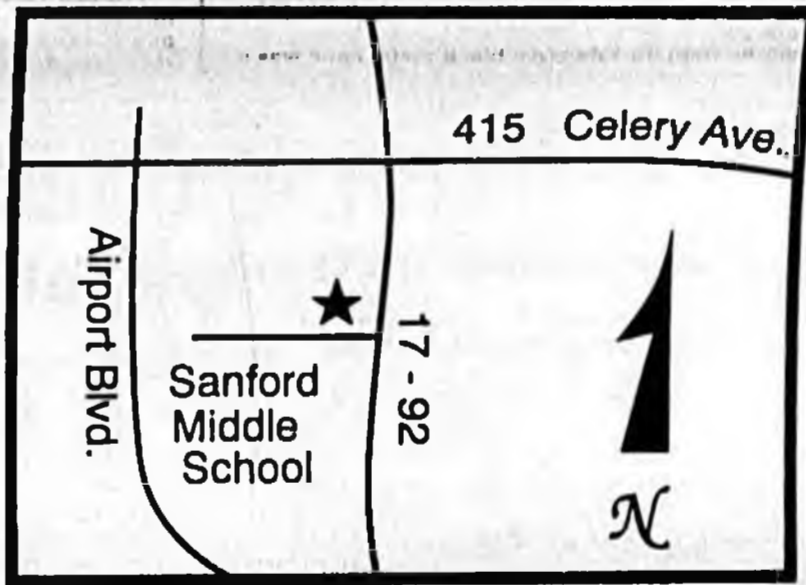 415 Celery Ave.
Airport Blvd.
17 - 92
Sanford
Middle
School
N